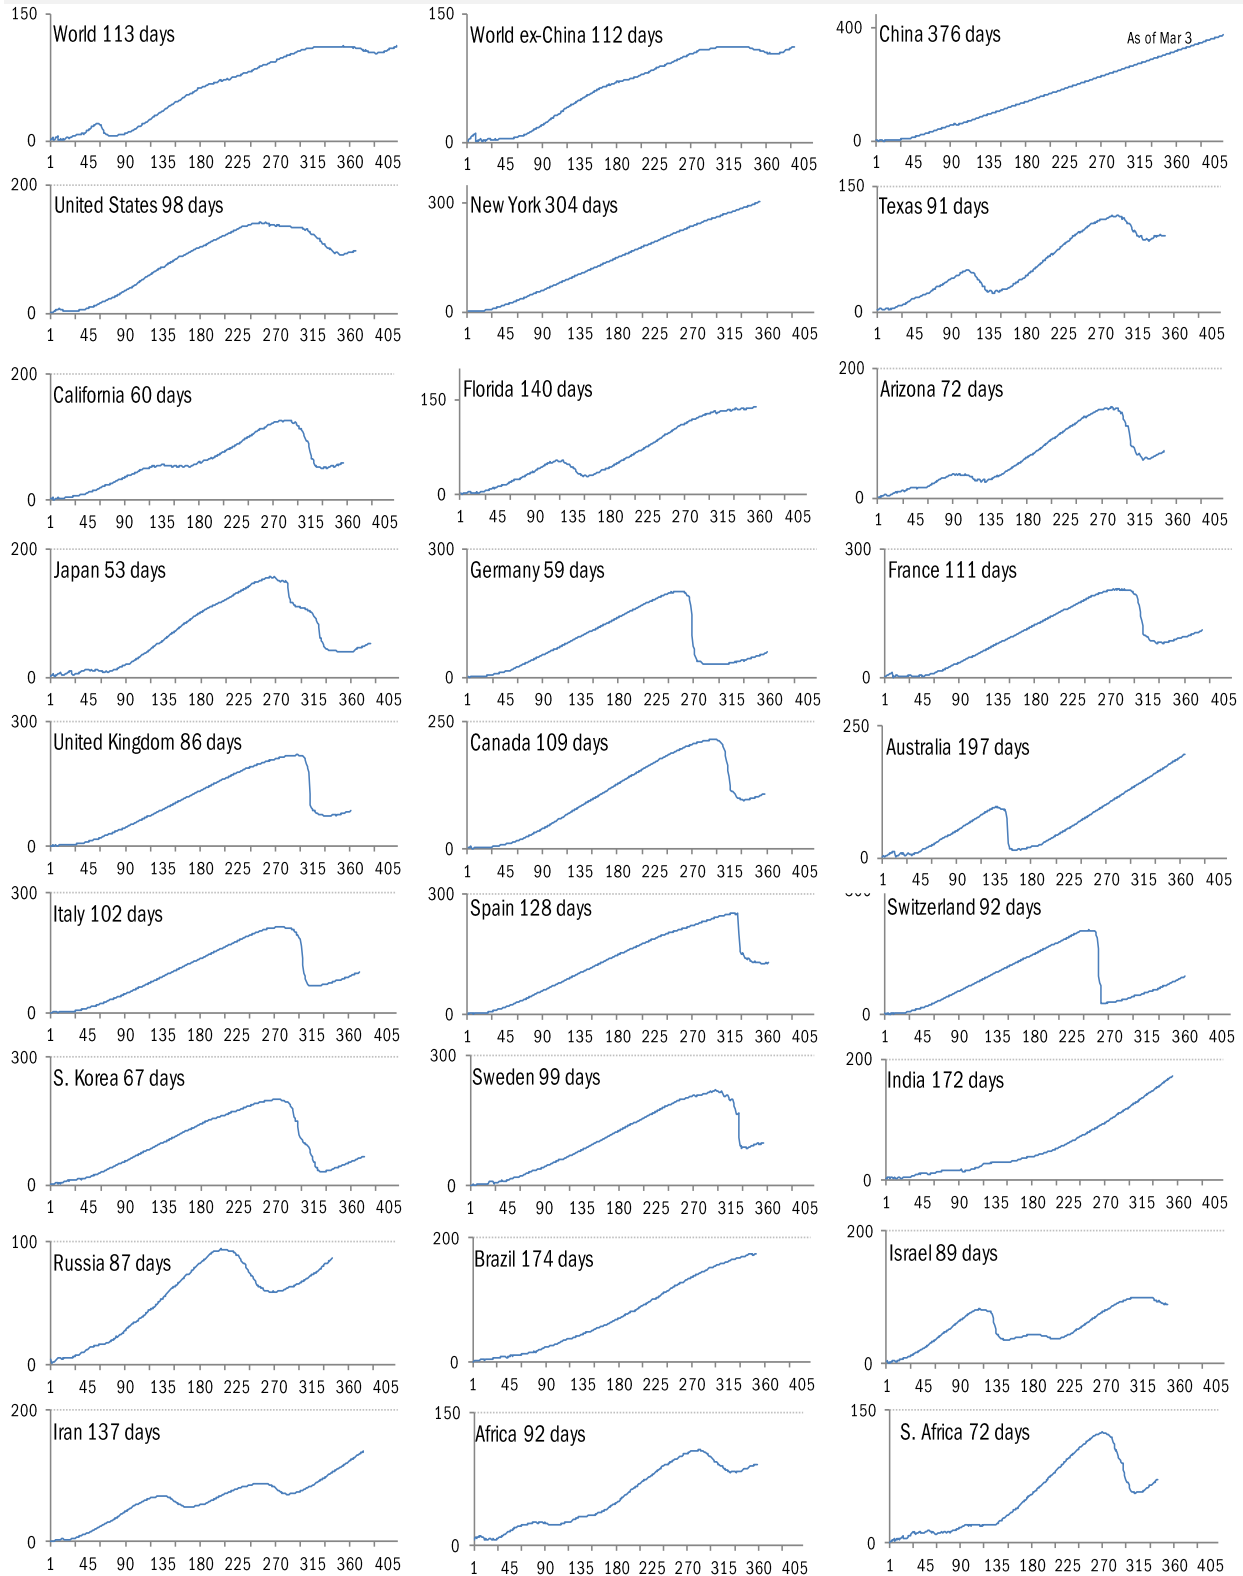 150
World 113 days
0
1 45 90 135 180 225 270 315 360 405
150
World ex-China 112 days
0
1 45 90 135 180 225 270 315 360 405
400
China 376 days
As of Mar 3
0
1 45 90 135 180 225 270 315 360 405
200
United States 98 days
0
1 45 90 135 180 225 270 315 360 405
300
New York 304 days
0
1 45 90 135 180 225 270 315 360 405
150
Texas 91 days
0
1 45 90 135 180 225 270 315 360 405
200
California 60 days
0
1 45 90 135 180 225 270 315 360 405
150
Florida 140 days
0
1 45 90 135 180 225 270 315 360 405
200
Arizona 72 days
0
1 45 90 135 180 225 270 315 360 405
200
Japan 53 days
0
1 45 90 135 180 225 270 315 360 405
300
Germany 59 days
0
1 45 90 135 180 225 270 315 360 405
300
France 111 days
0
1 45 90 135 180 225 270 315 360 405
300
United Kingdom 86 days
0
1 45 90 135 180 225 270 315 360 405
250
Canada 109 days
0
1 45 90 135 180 225 270 315 360 405
250
Australia 197 days
0
1 45 90 135 180 225 270 315 360 405
300
Italy 102 days
0
1 45 90 135 180 225 270 315 360 405
300
Spain 128 days
0
1 45 90 135 180 225 270 315 360 405
Switzerland 92 days
0
1 45 90 135 180 225 270 315 360 405
300
S. Korea 67 days
0
1 45 90 135 180 225 270 315 360 405
300
Sweden 99 days
0
1 45 90 135 180 225 270 315 360 405
200
India 172 days
0
1 45 90 135 180 225 270 315 360 405
100
Russia 87 days
0
1 45 90 135 180 225 270 315 360 405
200
Brazil 174 days
0
1 45 90 135 180 225 270 315 360 405
200
Israel 89 days
0
1 45 90 135 180 225 270 315 360 405
200
Iran 137 days
0
1 45 90 135 180 225 270 315 360 405
150
Africa 92 days
0
1 45 90 135 180 225 270 315 360 405
150
S. Africa 72 days
0
1 45 90 135 180 225 270 315 360 405